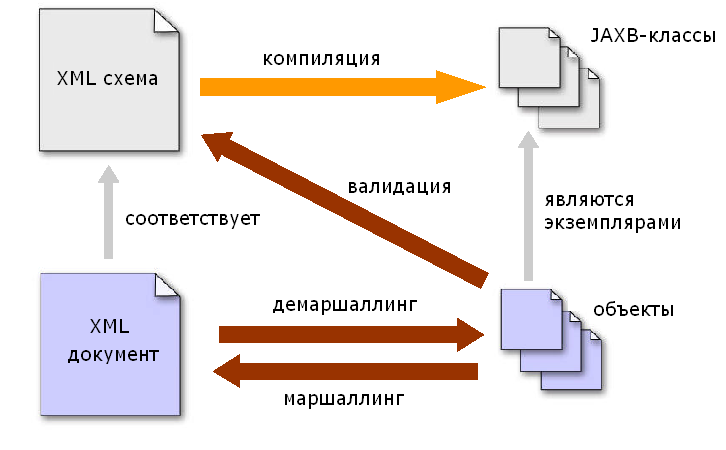 XML схема
компиляция
JAXB-классы
валидация
соответствует
являются
экземплярами
XML
документ
демаршаллинг
маршаллинг
объекты